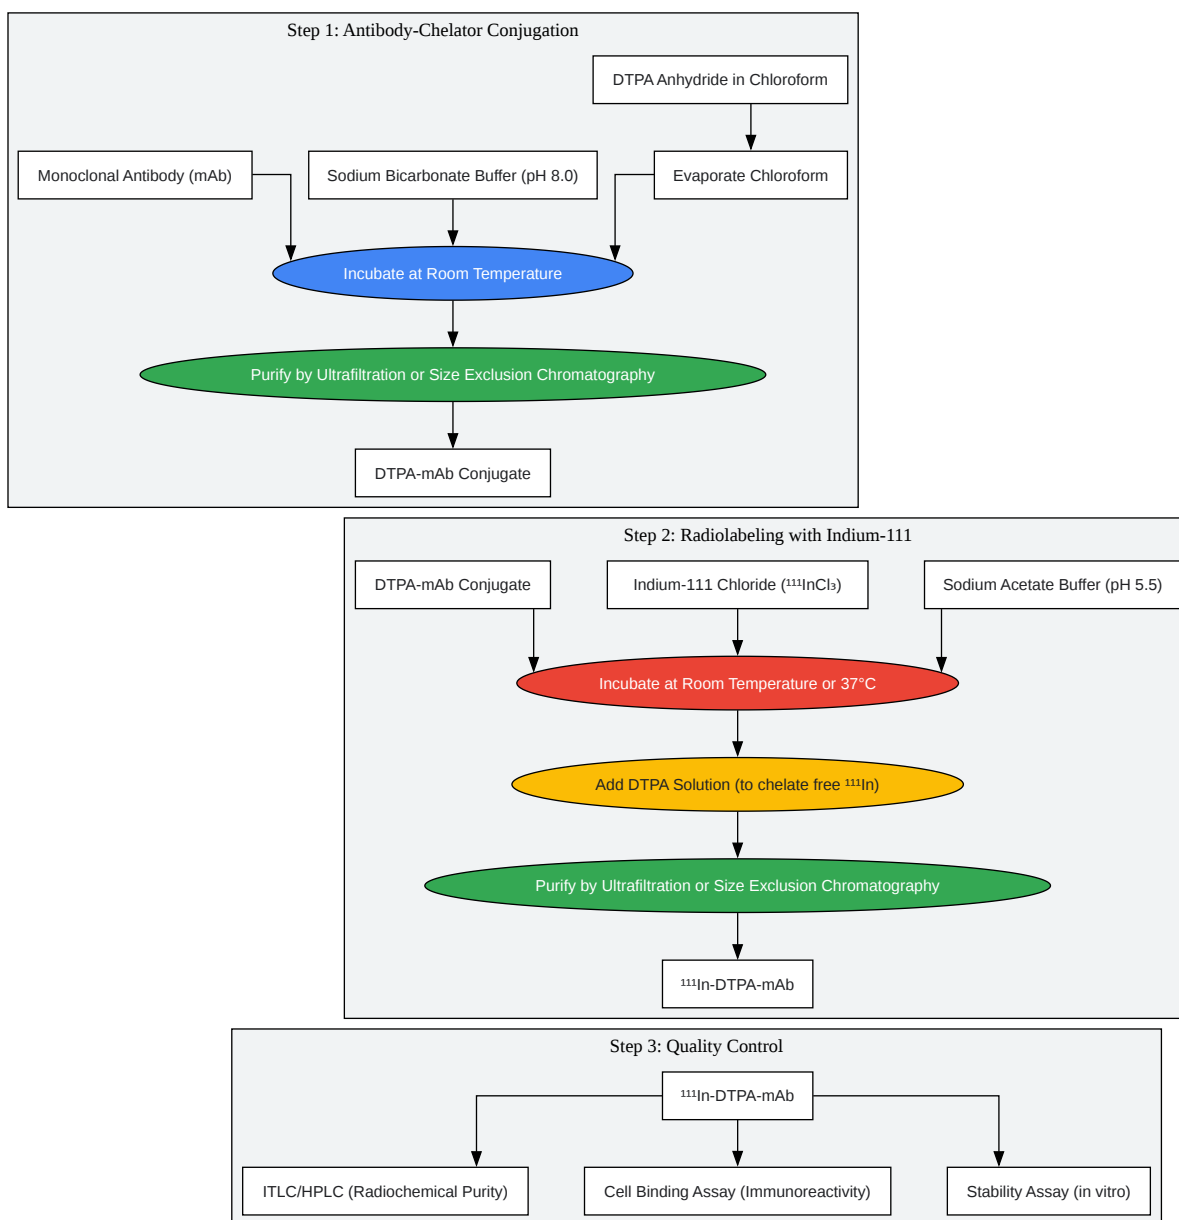 Step 1: Antibody-Chelator Conjugation
DTPA Anhydride in Chloroform
Monoclonal Antibody (mAb)
Sodium Bicarbonate Buffer (pH 8.0)
Evaporate Chloroform
Incubate at Room Temperature
Purify by Ultrafiltration or Size Exclusion Chromatography
DTPA-mAb Conjugate
Step 2: Radiolabeling with Indium-111
DTPA-mAb Conjugate
Indium-111 Chloride (¹¹¹InCl₃)
Sodium Acetate Buffer (pH 5.5)
Incubate at Room Temperature or 37°C
Add DTPA Solution (to chelate free ¹¹¹In)
Purify by Ultrafiltration or Size Exclusion Chromatography
¹¹¹In-DTPA-mAb
Step 3: Quality Control
¹¹¹In-DTPA-mAb
ITLC/HPLC (Radiochemical Purity)
Cell Binding Assay (Immunoreactivity)
Stability Assay (in vitro)